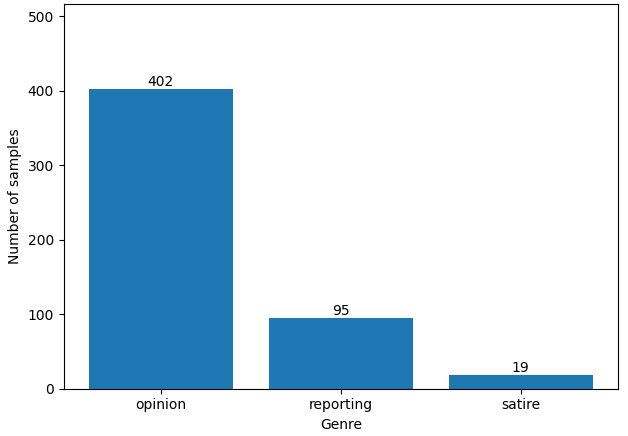 Number of samples
500
400
300
200
100
0
402
95
19
opinion
reporting
satire
Genre